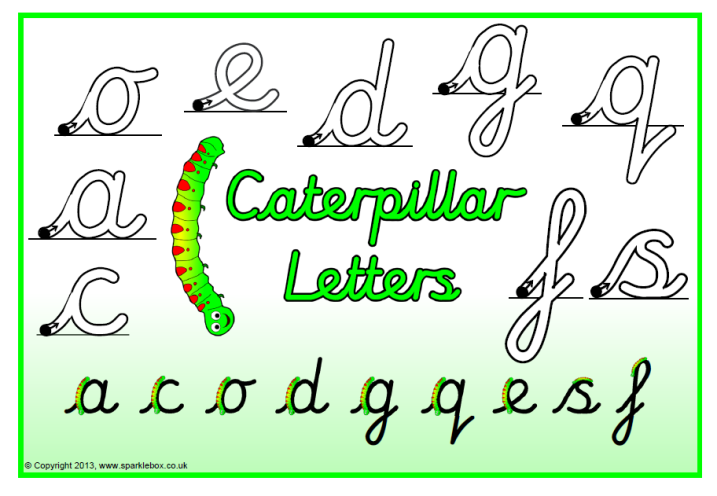 o e d g q
a
Caterpillar
Letters
c
f s
a c o d g q e s f
© Copyright 2013, www.sparklebox.co.uk